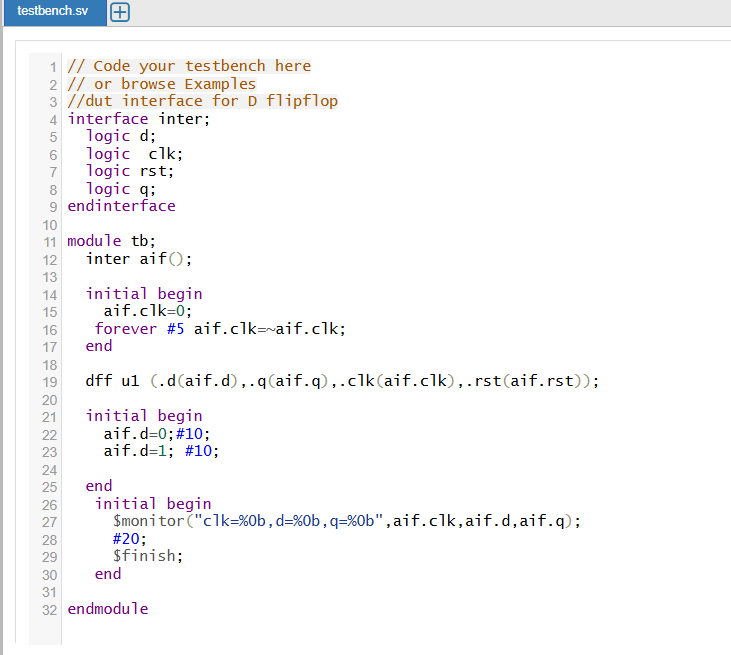 testbench.sv
1 // Code your testbench here
2 // or browse Examples
3 //dut interface for D flipflop
4 interface inter;
5   logic d;
6   logic  clk;
7   logic rst;
8   logic q;
9 endinterface
10
11 module tb;
12   inter aif();
13
14   initial begin
15     aif.clk=0;
16    forever #5 aif.clk=~aif.clk;
17   end
18
19   dff u1 (.d(aif.d),.q(aif.q),.clk(aif.clk),.rst(aif.rst));
20
21   initial begin
22     aif.d=0;#10;
23     aif.d=1; #10;
24
25   end
26    initial begin
27      $monitor("clk=%0b,d=%0b,q=%0b",aif.clk,aif.d,aif.q);
28      #20;
29      $finish;
30    end
31
32 endmodule